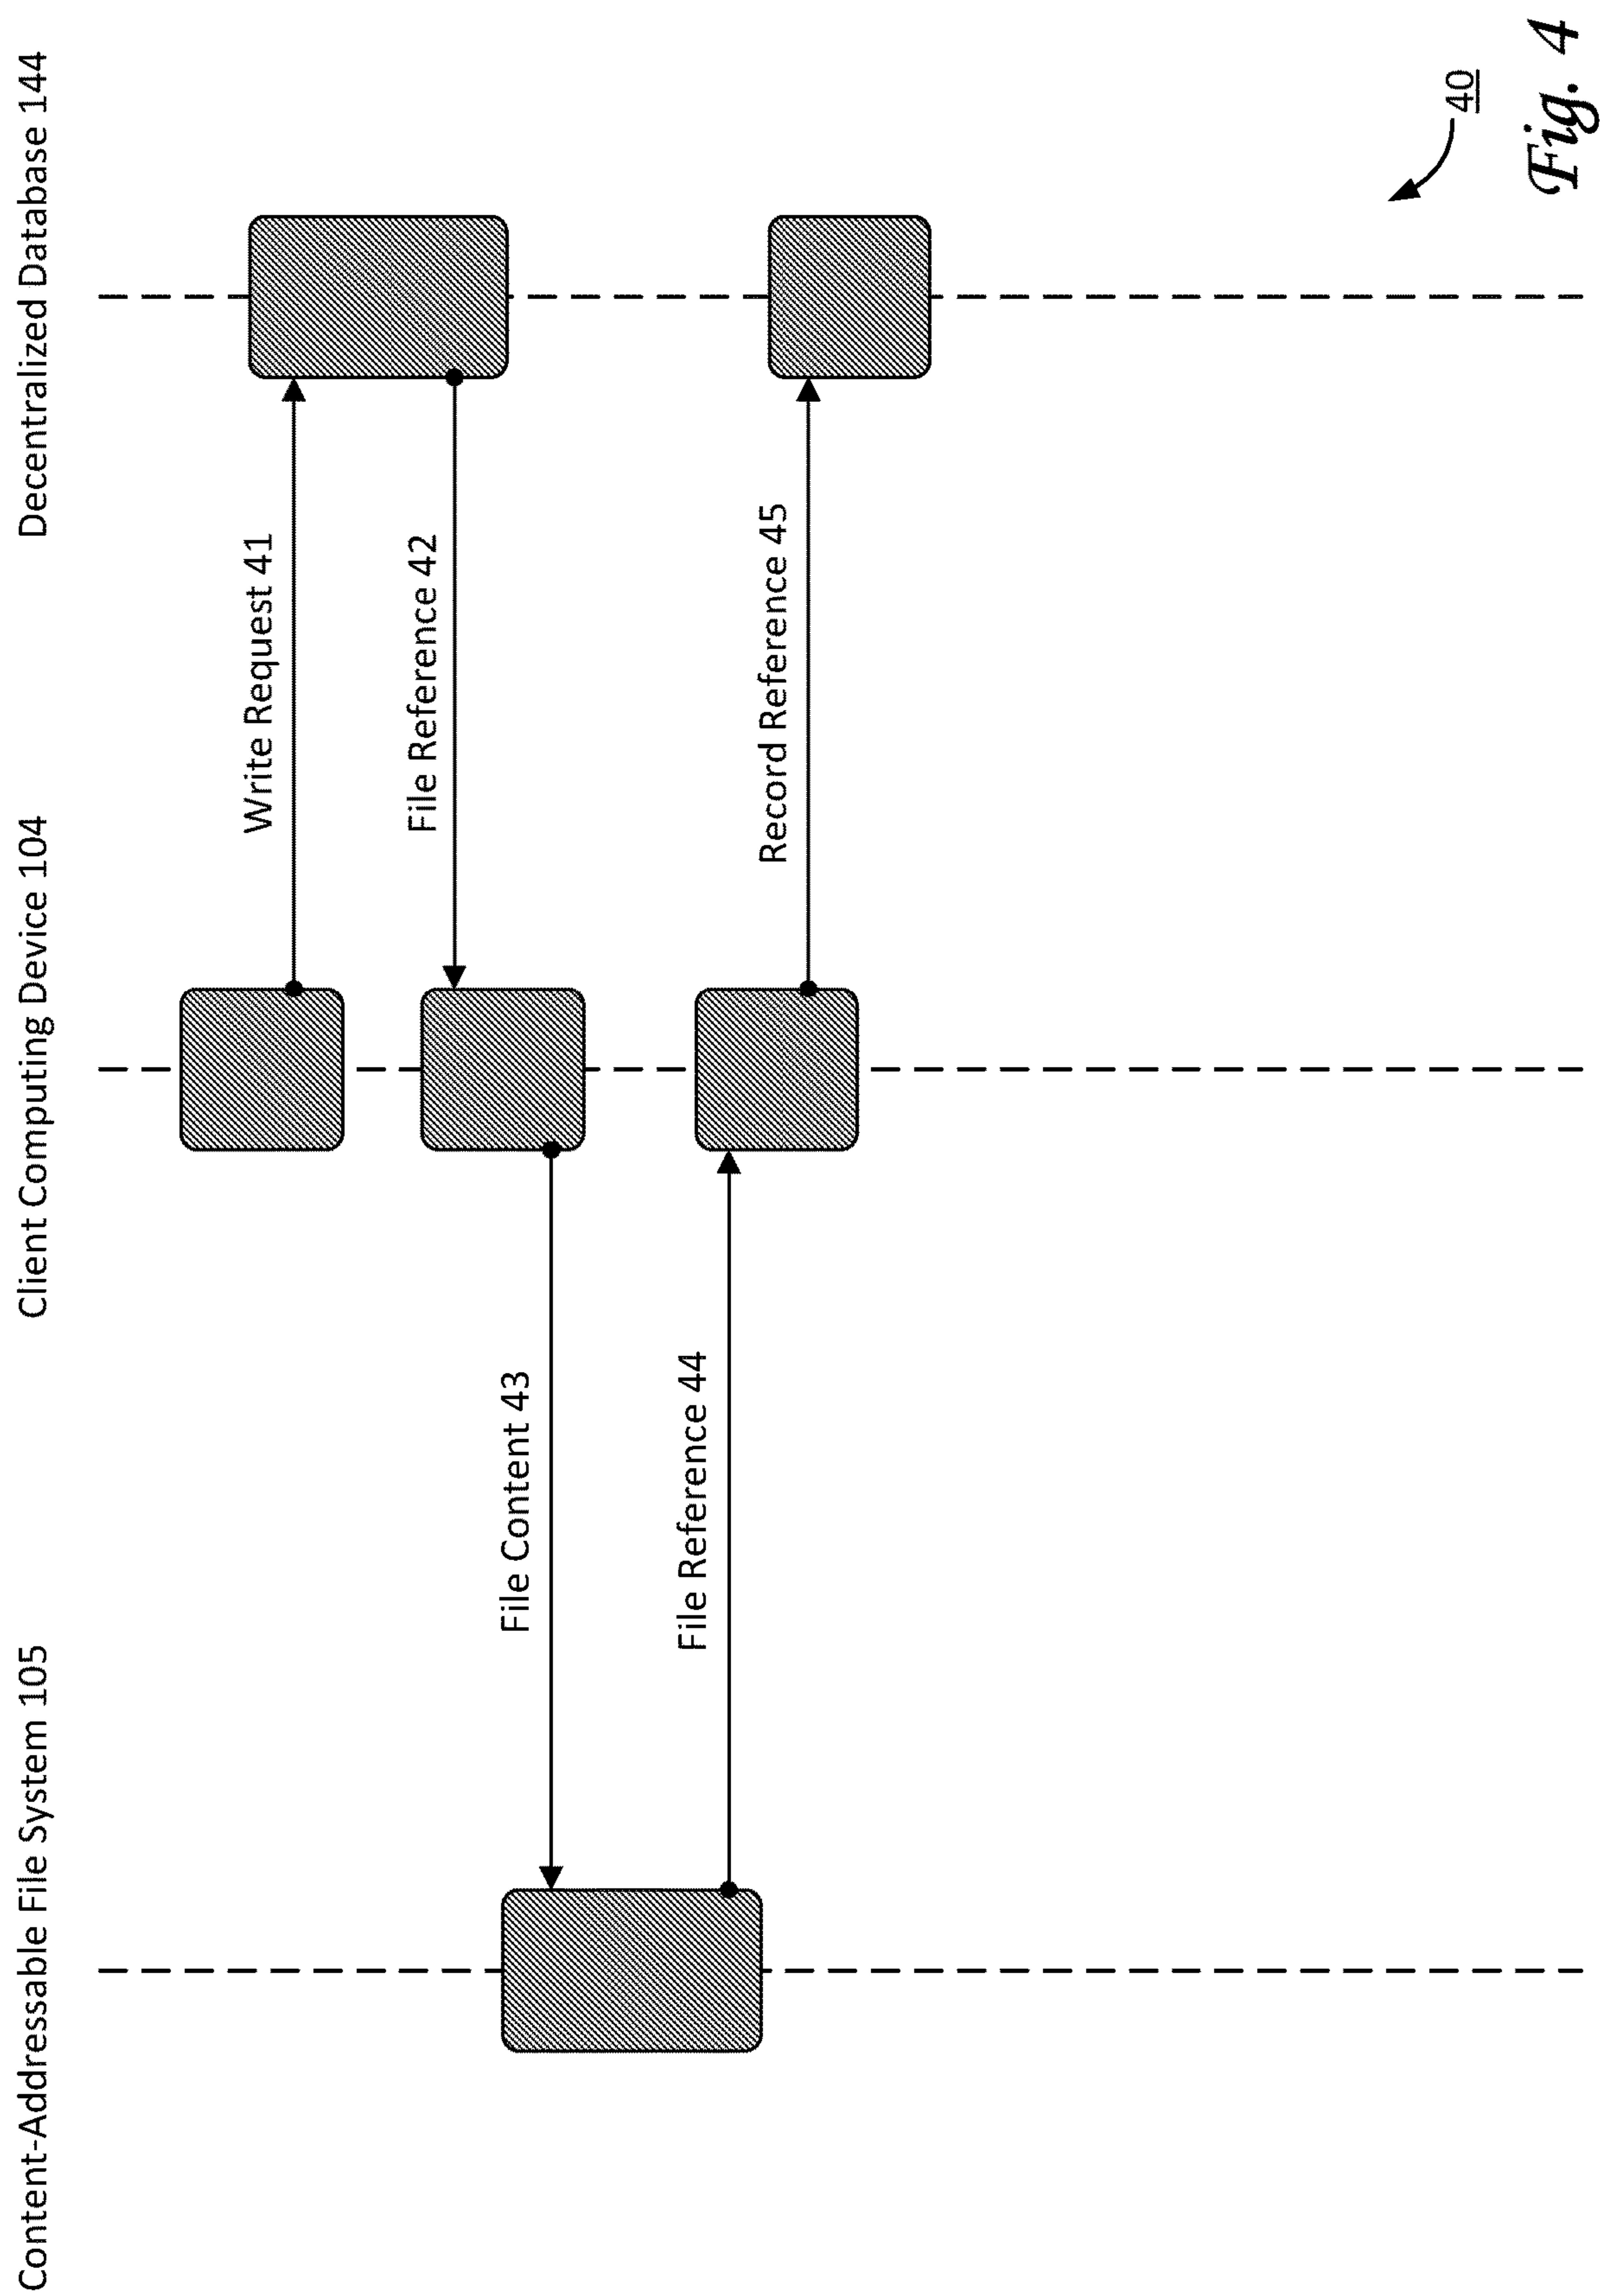 Content-Addressable File System 105
Client Computing Device 104
Decentralized Database 144
Write Request 41
File Reference 42
File Content 43
File Reference 44
Record Reference 45
40
Fig. 4